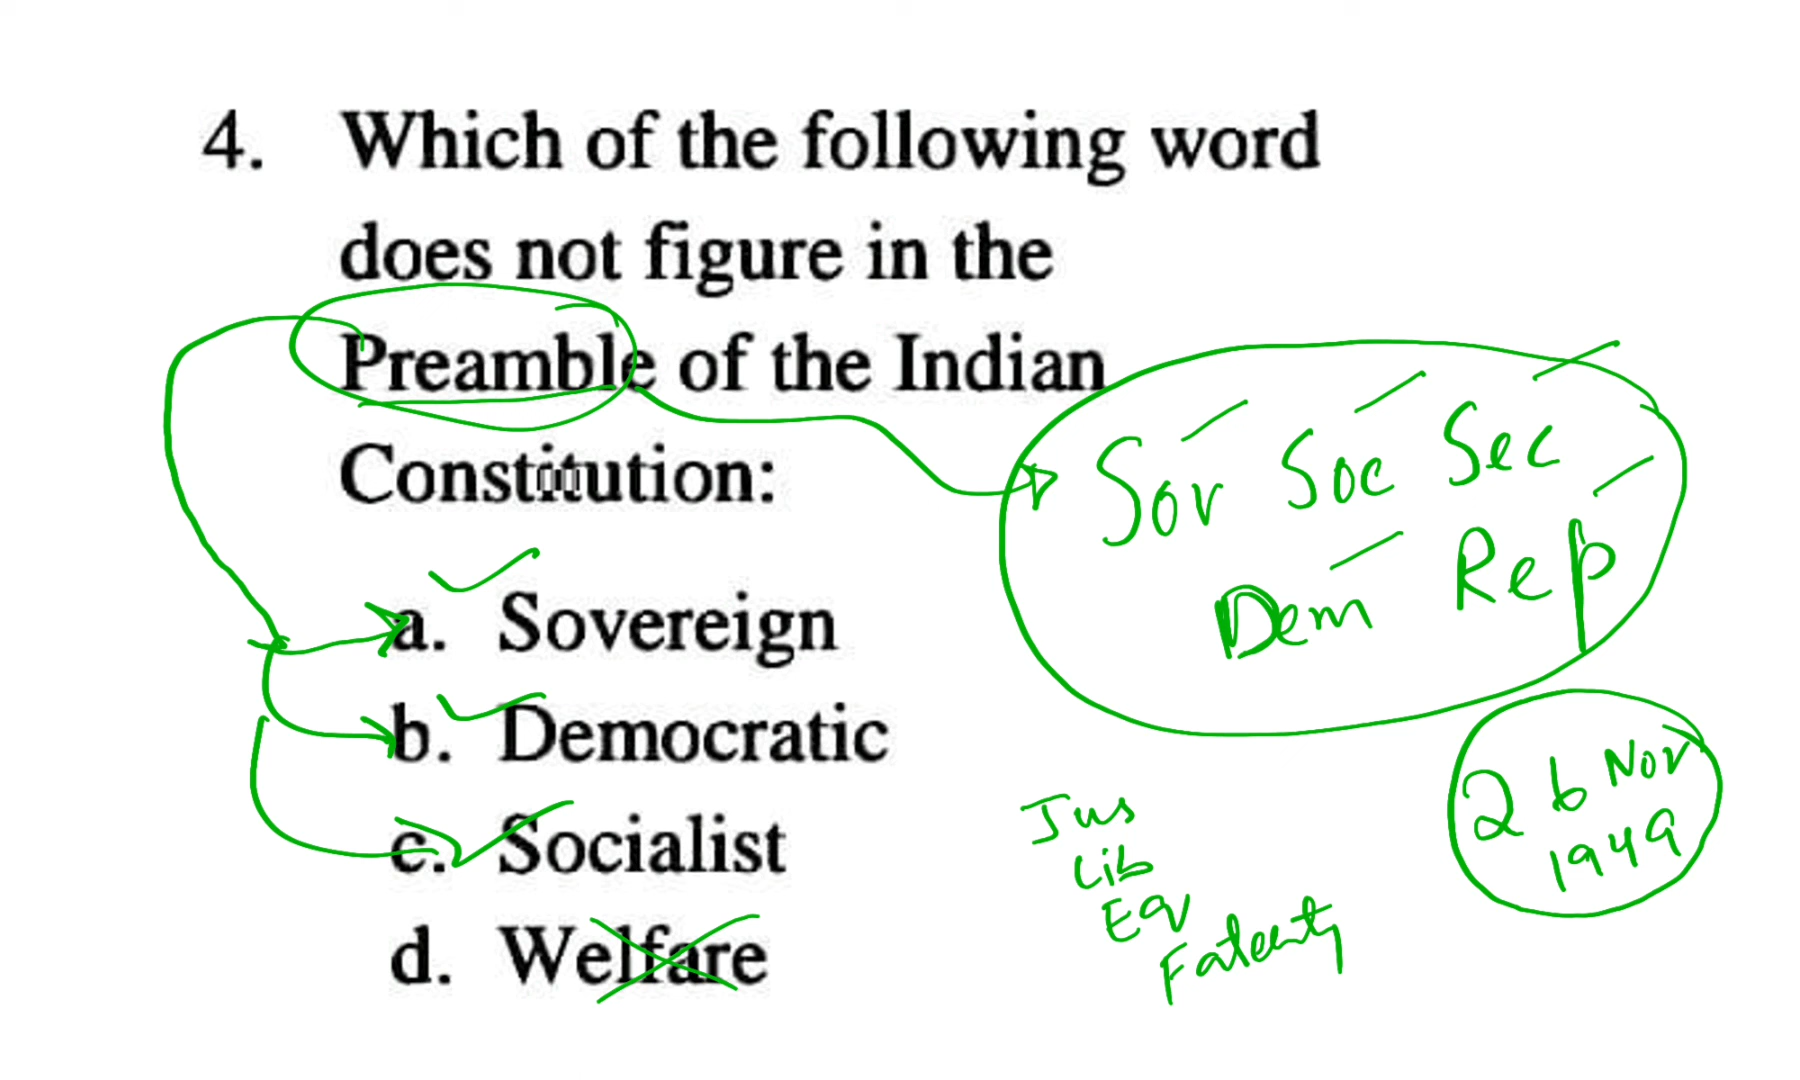 4. Which of the following word
does not figure in the
Preamble of the Indian
Constitution:
a. Sovereign
b. Democratic
c. Socialist
d. Welfare
Sov Soc Sec
Dem Rep
26 Nov
1949
Jus
Lib
Eq